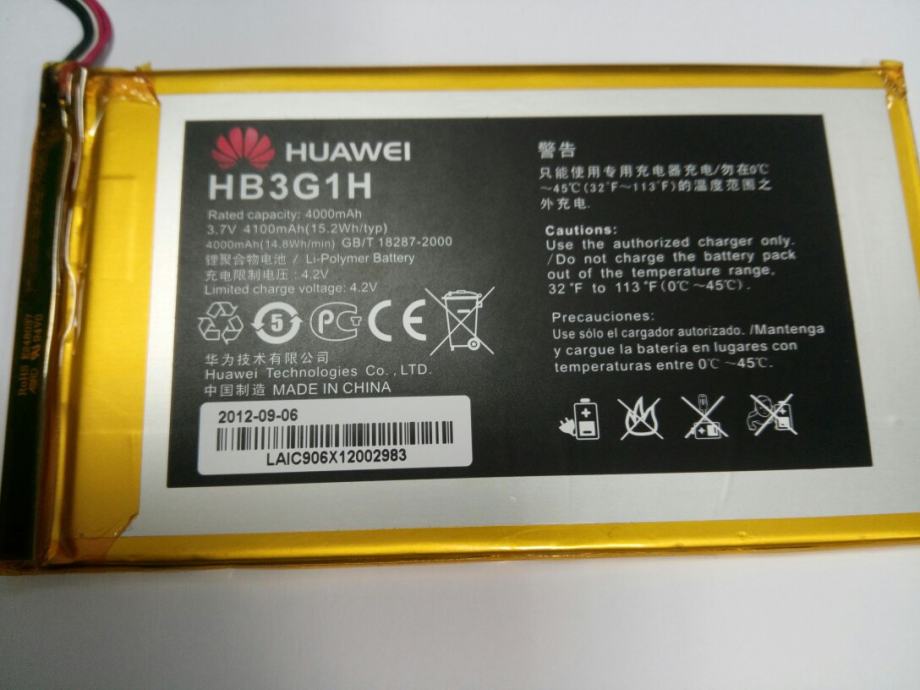 HUAWEI
HB3G1H
Rated capacity: 4000mAh
3.7V 4100mAh(15.2Wh/typ)
4000mAh(14.8Wh/min) GB/T 18287-2000
锂聚合物电池 / Li-Polymer Battery
充电限制电压: 4.2V
Limited charge voltage: 4.2V
5
CE
华为技术有限公司
Huawei Technologies Co., LTD.
中国制造 MADE IN CHINA
2012-09-06
LAIC906X12002983
警告
只能使用专用充电器充电/勿在0℃
～45℃(32°F～113°F)的温度范围之
外充电.
Cautions:
Use the authorized charger only.
/Do not charge the battery pack
out of the temperature range,
32°F to 113°F(0℃～45℃).
Precauciones:
Use sólo el cargador autorizado. /Mantenga
y cargue la batería en lugares con
temperaturas entre 0℃ ～45℃.
RoHS
94V0